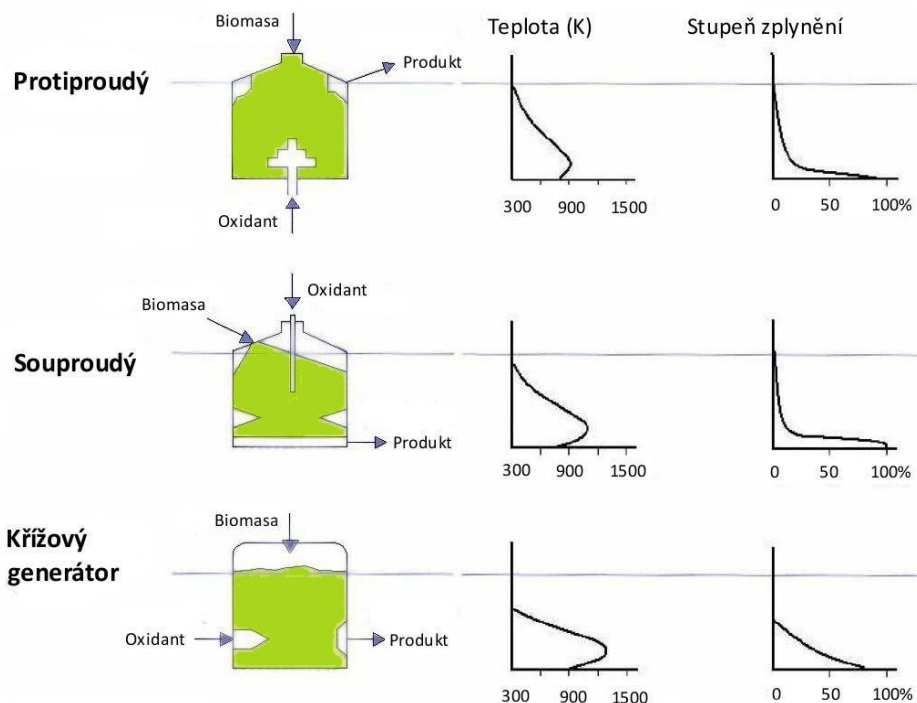 Biomasa
Teplota (K)
Stupeň zplynění
Produkt
Protiproudý
Oxidant
300 900 1500
0 50 100%
Oxidant
Biomasa
Souproudý
Produkt
300 900 1500
0 50 100%
Biomasa
Křížový
generátor
Oxidant
Produkt
300 900 1500
0 50 100%